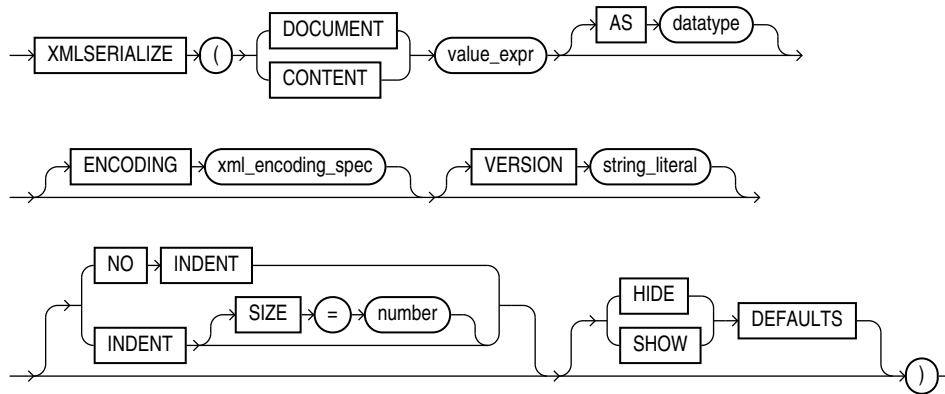 XMLSERIALIZE ( DOCUMENT CONTENT value_expr AS datatype
ENCODING xml_encoding_spec VERSION string_literal
NO INDENT
INDENT SIZE = number
HIDE
SHOW
DEFAULTS
)